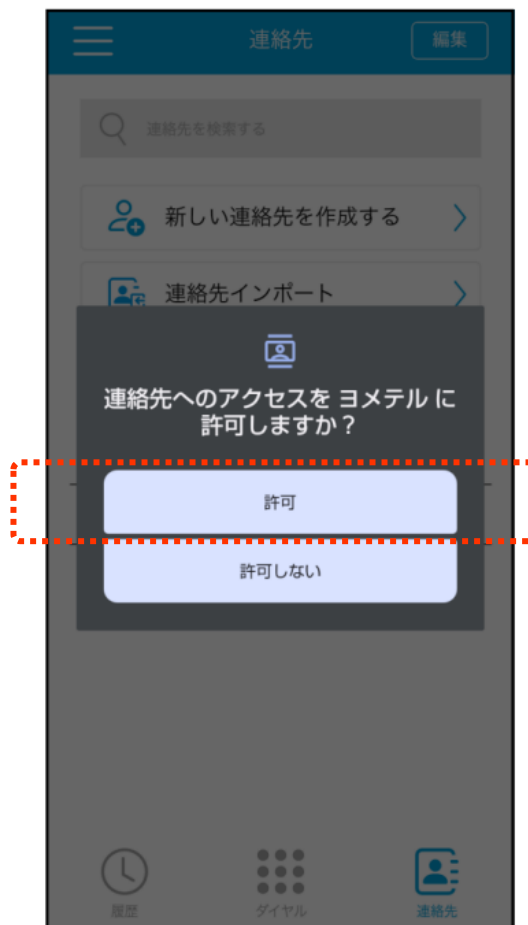 連絡先
編集
連絡先を検索する
新しい連絡先を作成する
連絡先インポート
連絡先へのアクセスを ヨメテル に
許可しますか？
許可
許可しない
履歴
ダイヤル
連絡先